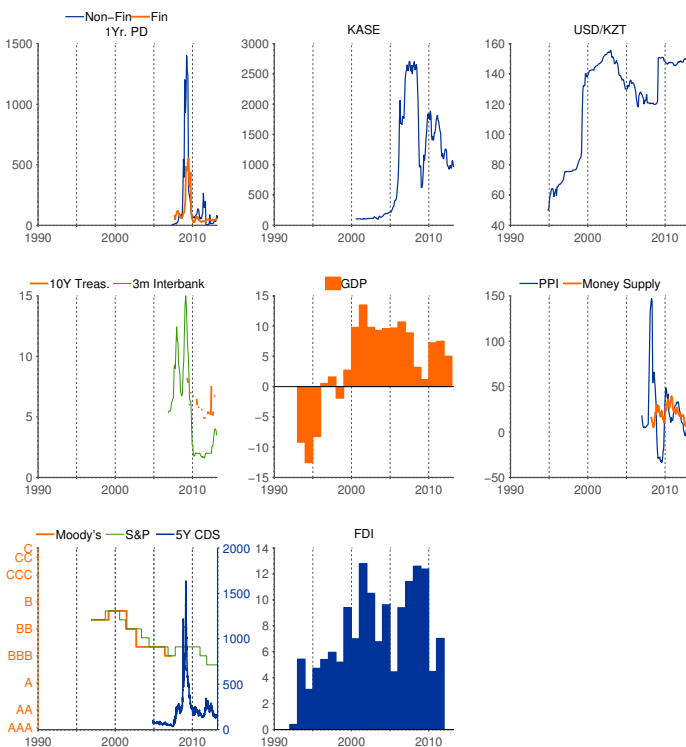 Non-Fin Fin
1Yr. PD
1500
1000
500
0
1990 2000 2010
KASE
3000
2500
2000
1500
1000
500
0
1990 2000 2010
USD/KZT
160
140
120
100
80
60
40
1990 2000 2010
10Y Treas. 3m Interbank
15
10
5
0
1990 2000 2010
GDP
15
10
5
0
−5
−10
−15
1990 2000 2010
PPI Money Supply
150
100
50
0
−50
1990 2000 2010
Moody's S&P 5Y CDS
C
CC
CCC
B
BB
BBB
A
AA
AAA
2000
1500
1000
500
0
1990 2000 2010
FDI
14
12
10
8
6
4
2
0
1990 2000 2010